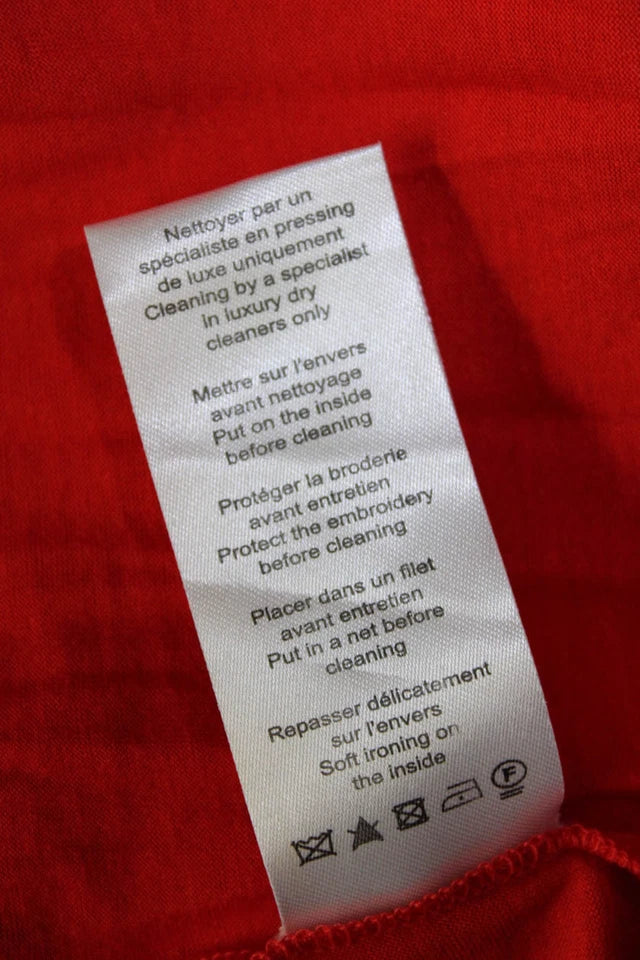 Nettoyer par un
spécialiste en pressing
de luxe uniquement
Cleaning by a specialist
in luxury dry
cleaners only
Mettre sur l'envers
avant nettoyage
Put on the inside
before cleaning
Protéger la broderie
avant entretien
Protect the embroidery
before cleaning
Placer dans un filet
avant entretien
Put in a net before
cleaning
Repasser délicatement
sur l'envers
Soft ironing on
the inside
F